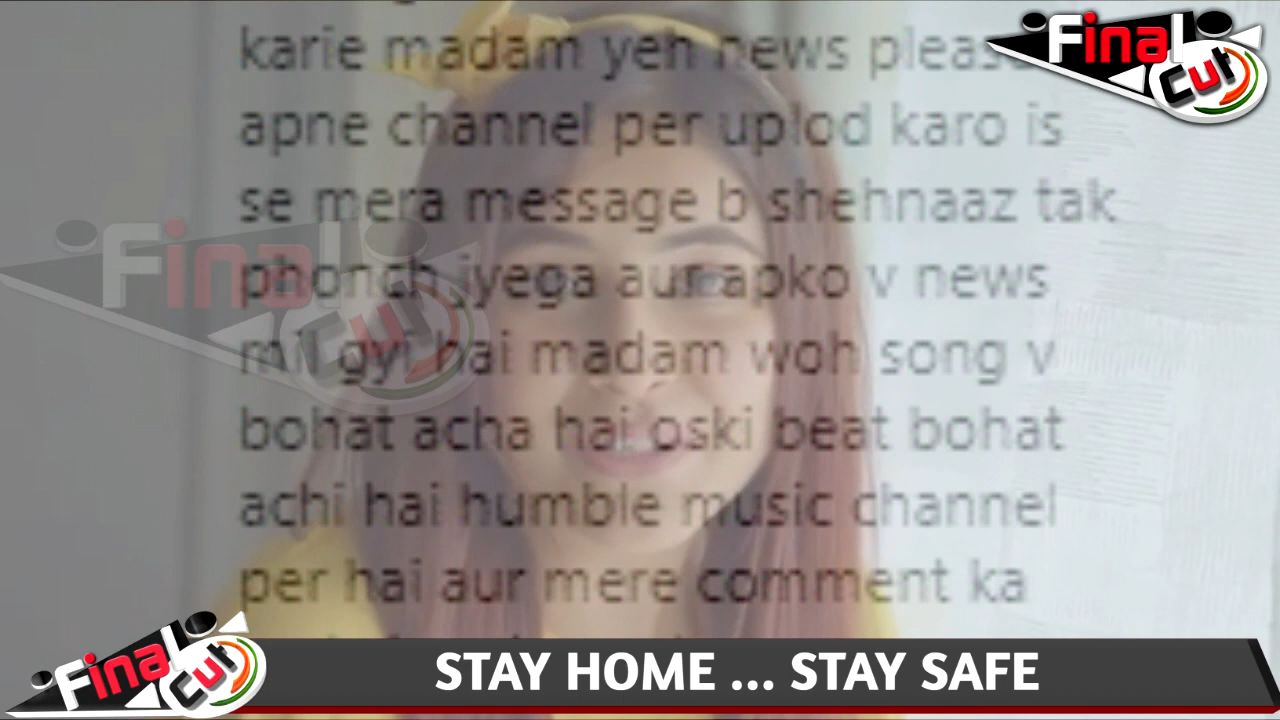 karie madam yeh news please
apne channel per uplod karo is
se mera message b shehnaaz tak
phonch jyega aur apko v news
mil gyi hai madam woh song v
bohat acha hai oski beat bohat
achi hai humble music channel
per hai aur mere comment ka
Final Cut
Final Cut
Final Cut
STAY HOME ... STAY SAFE